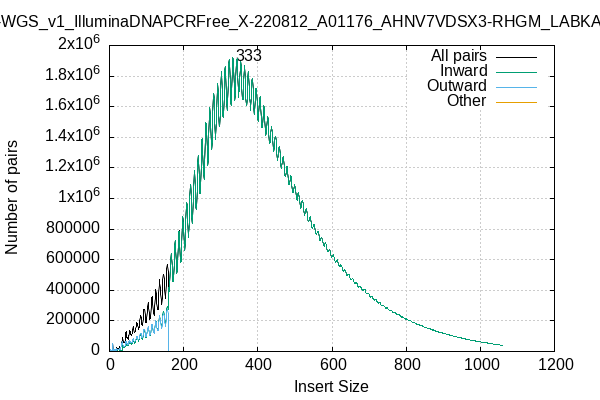 -WGS_v1_IlluminaDNAPCRFree_X-220812_A01176_AHNV7VDSX3-RHGM_LABKA
2x10^6
1.8x10^6
1.6x10^6
1.4x10^6
1.2x10^6
1x10^6
800000
600000
400000
200000
0
Number of pairs
333
All pairs
Inward
Outward
Other
0 200 400 600 800 1000 1200
Insert Size